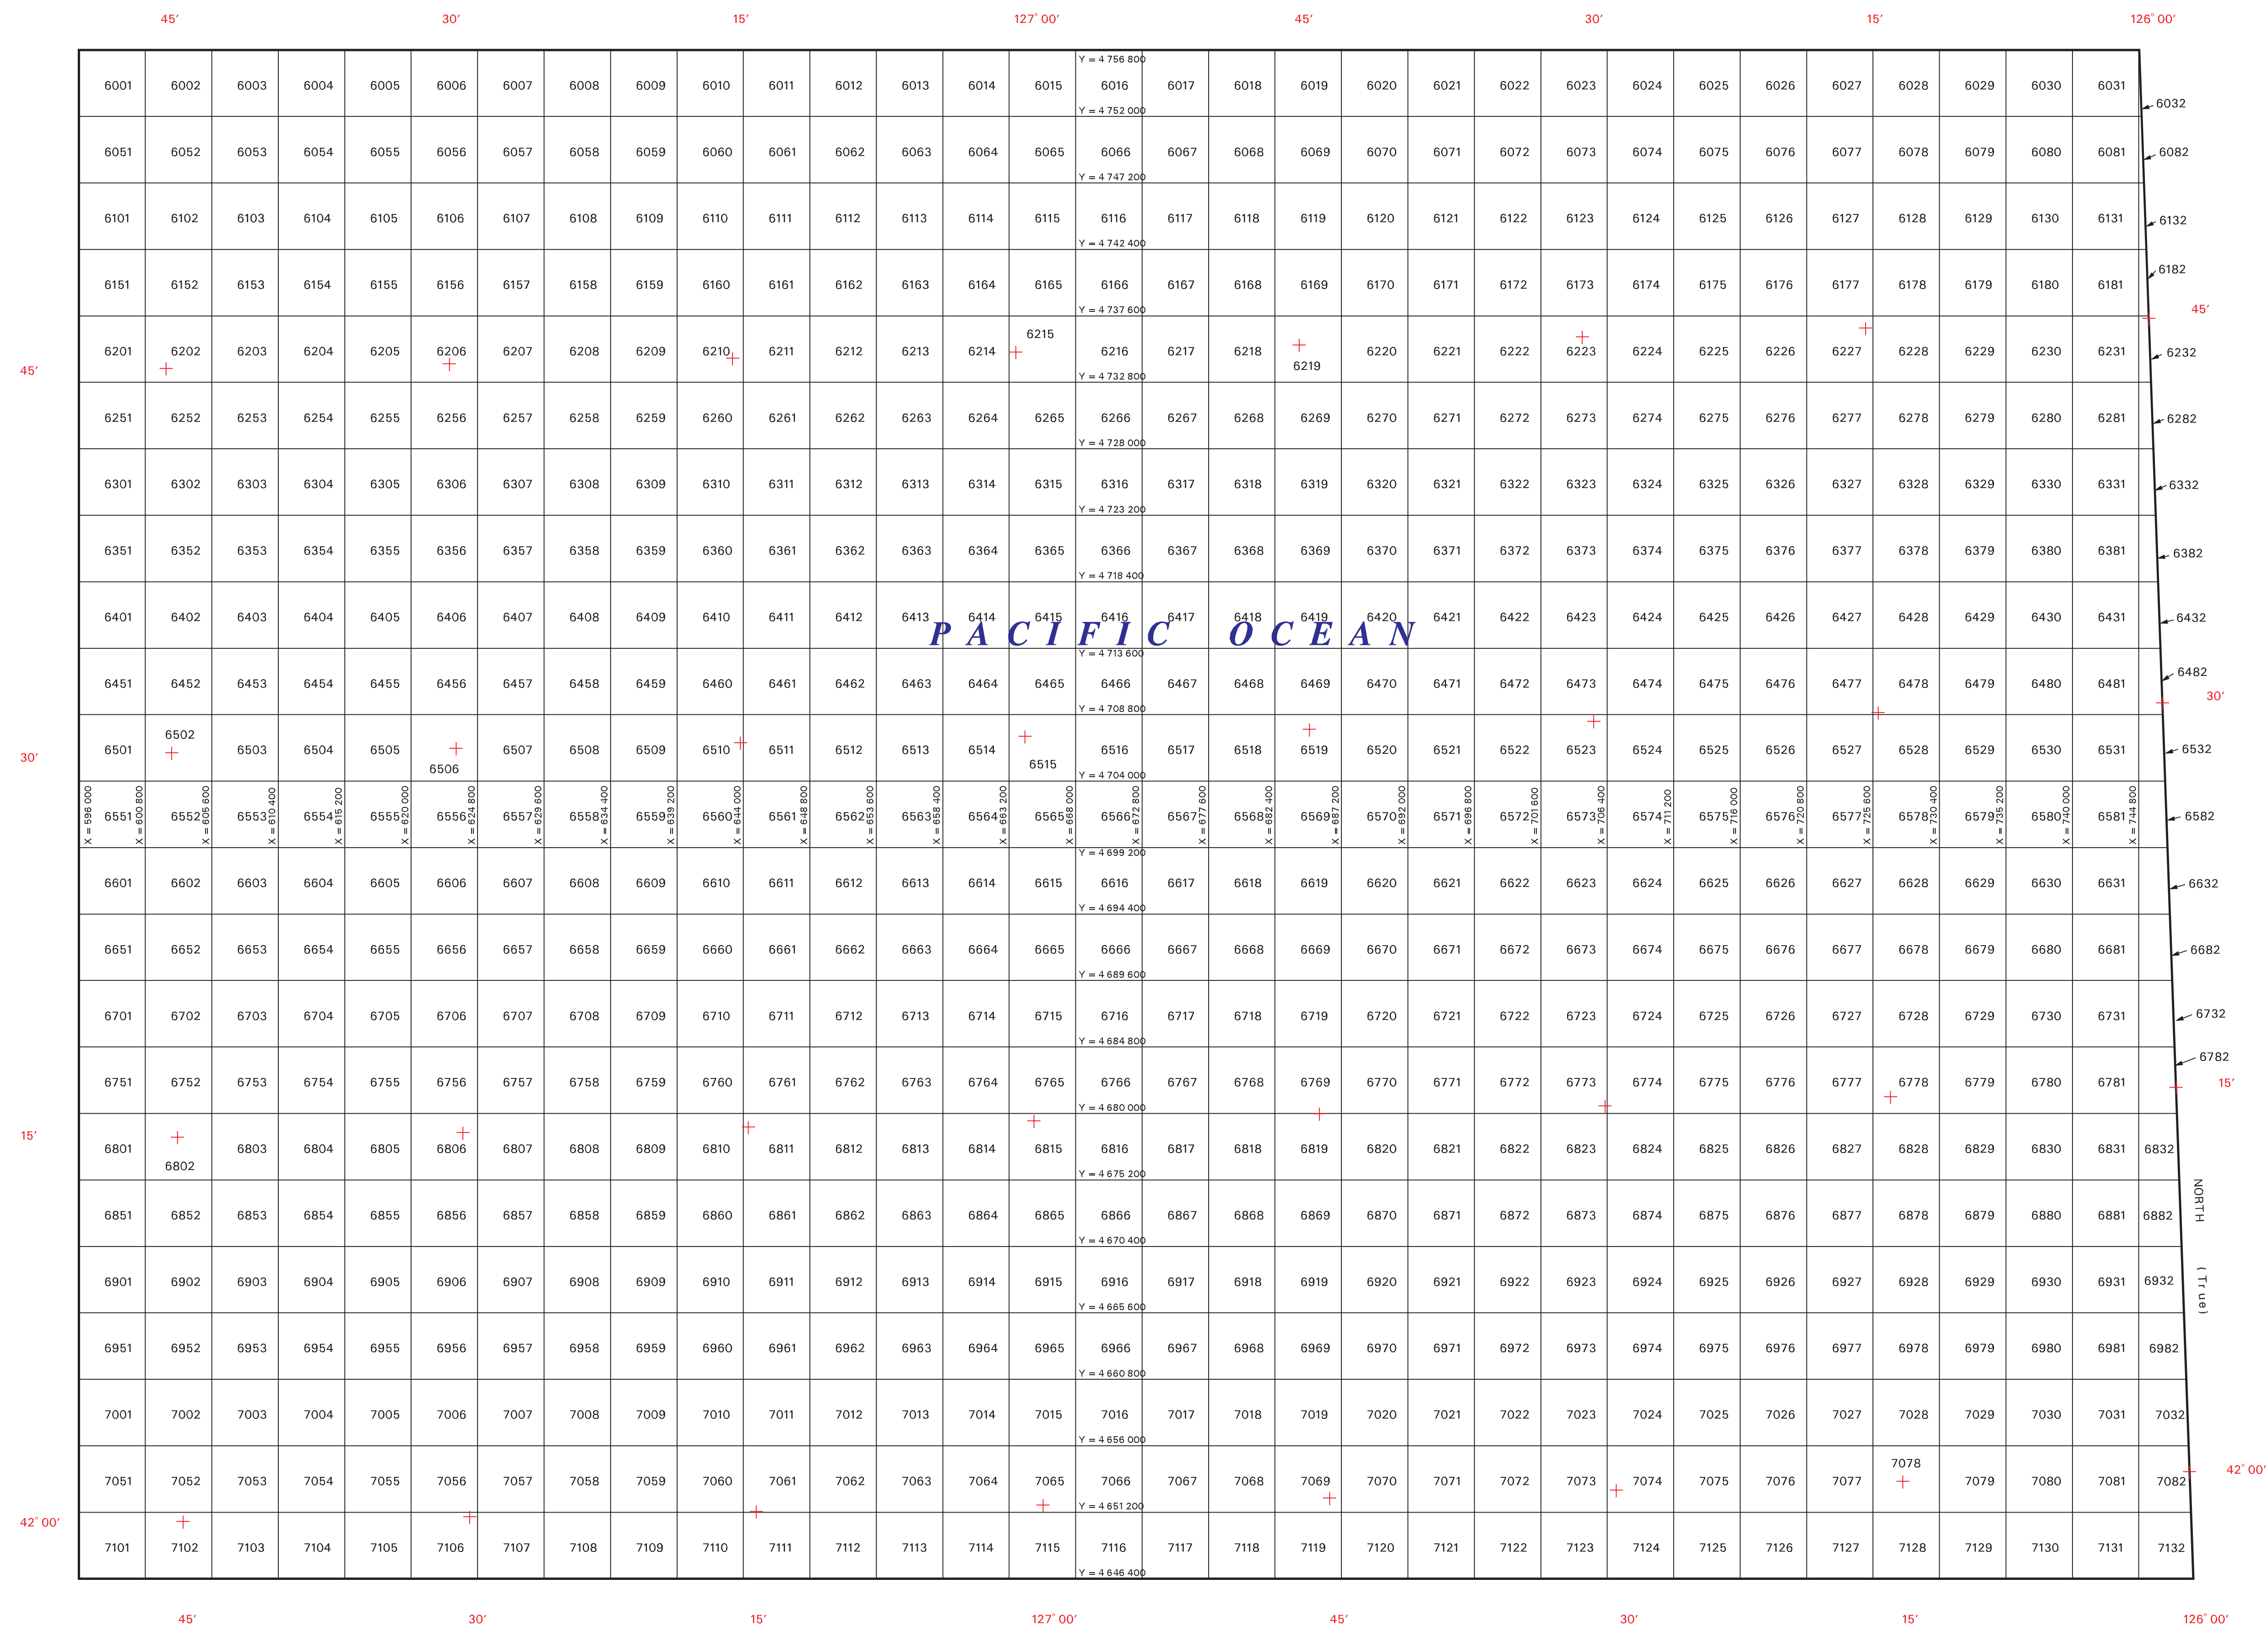 45' 30' 15' 127° 00' 45' 30' 15' 126° 00'
Y = 4 756 800
6001 6002 6003 6004 6005 6006 6007 6008 6009 6010 6011 6012 6013 6014 6015 6016 6017 6018 6019 6020 6021 6022 6023 6024 6025 6026 6027 6028 6029 6030 6031 6032
Y = 4 752 000
6051 6052 6053 6054 6055 6056 6057 6058 6059 6060 6061 6062 6063 6064 6065 6066 6067 6068 6069 6070 6071 6072 6073 6074 6075 6076 6077 6078 6079 6080 6081 6082
Y = 4 747 200
6101 6102 6103 6104 6105 6106 6107 6108 6109 6110 6111 6112 6113 6114 6115 6116 6117 6118 6119 6120 6121 6122 6123 6124 6125 6126 6127 6128 6129 6130 6131 6132
Y = 4 742 400
6151 6152 6153 6154 6155 6156 6157 6158 6159 6160 6161 6162 6163 6164 6165 6166 6167 6168 6169 6170 6171 6172 6173 6174 6175 6176 6177 6178 6179 6180 6181 6182
Y = 4 737 600
45'
6201 6202 6203 6204 6205 6206 6207 6208 6209 6210 6211 6212 6213 6214 6215 6216 6217 6218 6219 6220 6221 6222 6223 6224 6225 6226 6227 6228 6229 6230 6231 6232
45'
Y = 4 732 800
6251 6252 6253 6254 6255 6256 6257 6258 6259 6260 6261 6262 6263 6264 6265 6266 6267 6268 6269 6270 6271 6272 6273 6274 6275 6276 6277 6278 6279 6280 6281 6282
Y = 4 728 000
6301 6302 6303 6304 6305 6306 6307 6308 6309 6310 6311 6312 6313 6314 6315 6316 6317 6318 6319 6320 6321 6322 6323 6324 6325 6326 6327 6328 6329 6330 6331 6332
Y = 4 723 200
6351 6352 6353 6354 6355 6356 6357 6358 6359 6360 6361 6362 6363 6364 6365 6366 6367 6368 6369 6370 6371 6372 6373 6374 6375 6376 6377 6378 6379 6380 6381 6382
Y = 4 718 400
6401 6402 6403 6404 6405 6406 6407 6408 6409 6410 6411 6412 6413 6414 6415 6416 6417 6418 6419 6420 6421 6422 6423 6424 6425 6426 6427 6428 6429 6430 6431 6432
PACIFIC OCEAN
Y = 4 713 600
6451 6452 6453 6454 6455 6456 6457 6458 6459 6460 6461 6462 6463 6464 6465 6466 6467 6468 6469 6470 6471 6472 6473 6474 6475 6476 6477 6478 6479 6480 6481 6482
30'
Y = 4 708 800
6501 6502 6503 6504 6505 6506 6507 6508 6509 6510 6511 6512 6513 6514 6515 6516 6517 6518 6519 6520 6521 6522 6523 6524 6525 6526 6527 6528 6529 6530 6531 6532
30'
Y = 4 704 000
X = 596 000 X = 600 800 X = 605 600 X = 610 400 X = 615 200 X = 620 000 X = 624 800 X = 629 600 X = 634 400 X = 639 200 X = 644 000 X = 648 800 X = 653 600 X = 658 400 X = 663 200 X = 668 000 X = 672 800 X = 677 600 X = 682 400 X = 687 200 X = 692 000 X = 696 800 X = 701 600 X = 706 400 X = 711 200 X = 716 000 X = 720 800 X = 725 600 X = 730 400 X = 735 200 X = 740 000 X = 744 800
6551 6552 6553 6554 6555 6556 6557 6558 6559 6560 6561 6562 6563 6564 6565 6566 6567 6568 6569 6570 6571 6572 6573 6574 6575 6576 6577 6578 6579 6580 6581 6582
Y = 4 699 200
6601 6602 6603 6604 6605 6606 6607 6608 6609 6610 6611 6612 6613 6614 6615 6616 6617 6618 6619 6620 6621 6622 6623 6624 6625 6626 6627 6628 6629 6630 6631 6632
Y = 4 694 400
6651 6652 6653 6654 6655 6656 6657 6658 6659 6660 6661 6662 6663 6664 6665 6666 6667 6668 6669 6670 6671 6672 6673 6674 6675 6676 6677 6678 6679 6680 6681 6682
Y = 4 689 600
6701 6702 6703 6704 6705 6706 6707 6708 6709 6710 6711 6712 6713 6714 6715 6716 6717 6718 6719 6720 6721 6722 6723 6724 6725 6726 6727 6728 6729 6730 6731 6732
Y = 4 684 800
6751 6752 6753 6754 6755 6756 6757 6758 6759 6760 6761 6762 6763 6764 6765 6766 6767 6768 6769 6770 6771 6772 6773 6774 6775 6776 6777 6778 6779 6780 6781 6782
15'
Y = 4 680 000
15'
6801 6802 6803 6804 6805 6806 6807 6808 6809 6810 6811 6812 6813 6814 6815 6816 6817 6818 6819 6820 6821 6822 6823 6824 6825 6826 6827 6828 6829 6830 6831 6832
Y = 4 675 200
6851 6852 6853 6854 6855 6856 6857 6858 6859 6860 6861 6862 6863 6864 6865 6866 6867 6868 6869 6870 6871 6872 6873 6874 6875 6876 6877 6878 6879 6880 6881 6882
NORTH (True)
Y = 4 670 400
6901 6902 6903 6904 6905 6906 6907 6908 6909 6910 6911 6912 6913 6914 6915 6916 6917 6918 6919 6920 6921 6922 6923 6924 6925 6926 6927 6928 6929 6930 6931 6932
Y = 4 665 600
6951 6952 6953 6954 6955 6956 6957 6958 6959 6960 6961 6962 6963 6964 6965 6966 6967 6968 6969 6970 6971 6972 6973 6974 6975 6976 6977 6978 6979 6980 6981 6982
Y = 4 660 800
7001 7002 7003 7004 7005 7006 7007 7008 7009 7010 7011 7012 7013 7014 7015 7016 7017 7018 7019 7020 7021 7022 7023 7024 7025 7026 7027 7028 7029 7030 7031 7032
Y = 4 656 000
7051 7052 7053 7054 7055 7056 7057 7058 7059 7060 7061 7062 7063 7064 7065 7066 7067 7068 7069 7070 7071 7072 7073 7074 7075 7076 7077 7078 7079 7080 7081 7082
42° 00'
Y = 4 651 200
42° 00'
7101 7102 7103 7104 7105 7106 7107 7108 7109 7110 7111 7112 7113 7114 7115 7116 7117 7118 7119 7120 7121 7122 7123 7124 7125 7126 7127 7128 7129 7130 7131 7132
Y = 4 646 400
45' 30' 15' 127° 00' 45' 30' 15' 126° 00'